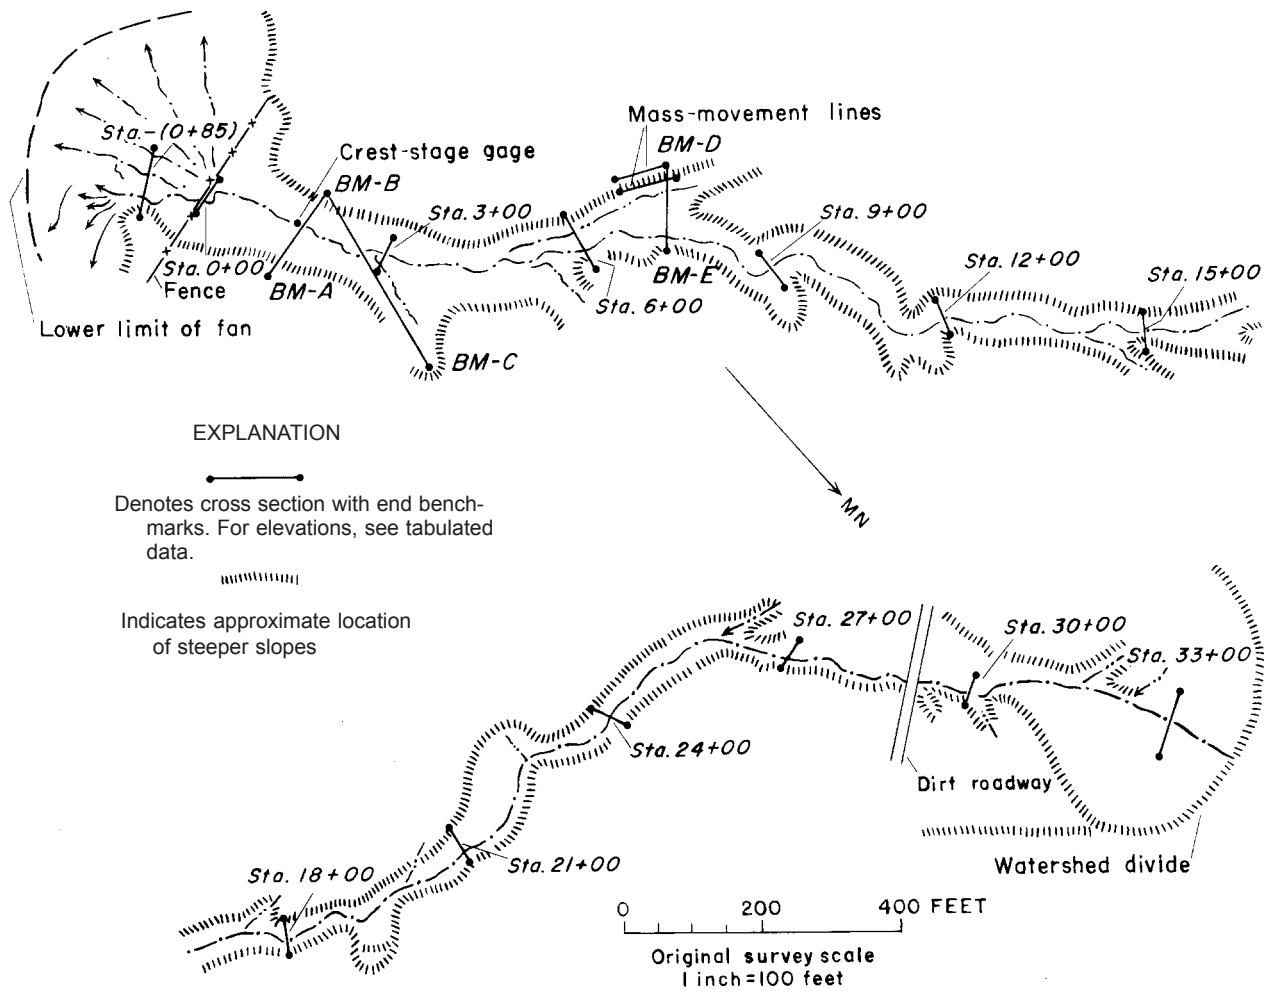 Sta.-(0+85)
Crest-stage gage
BM-B
Mass-movement lines
BM-D
Sta. 3+00
Sta. 9+00
Sta. 12+00
Sta. 15+00
Sta. 0+00
Fence
BM-A
BM-E
Sta. 6+00
Lower limit of fan
BM-C
EXPLANATION
Denotes cross section with end bench-
marks. For elevations, see tabulated
data.
Indicates approximate location
of steeper slopes
MN
Sta. 27+00
Sta. 30+00
Sta. 33+00
Sta. 24+00
Dirt roadway
Sta. 21+00
Sta. 18+00
Watershed divide
0 200 400 FEET
Original survey scale
1 inch=100 feet